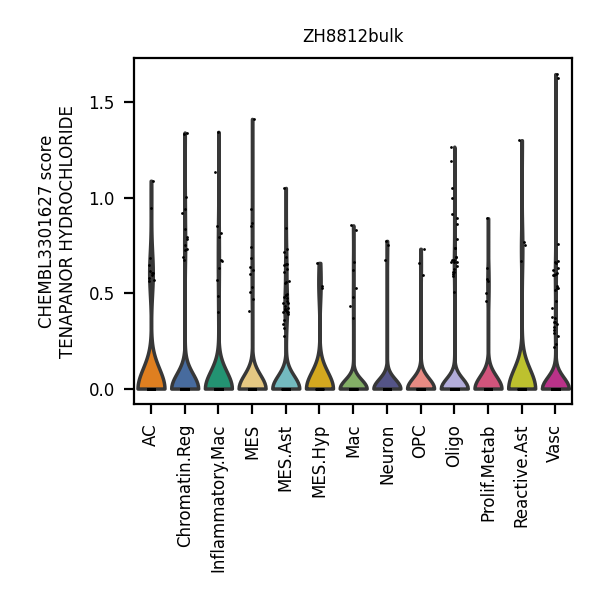 ZH8812bulk
CHEMBL3301627 score
TENAPANOR HYDROCHLORIDE
1.5
1.0
0.5
0.0
AC
Chromatin.Reg
Inflammatory.Mac
MES
MES.Ast
MES.Hyp
Mac
Neuron
OPC
Oligo
Prolif.Metab
Reactive.Ast
Vasc